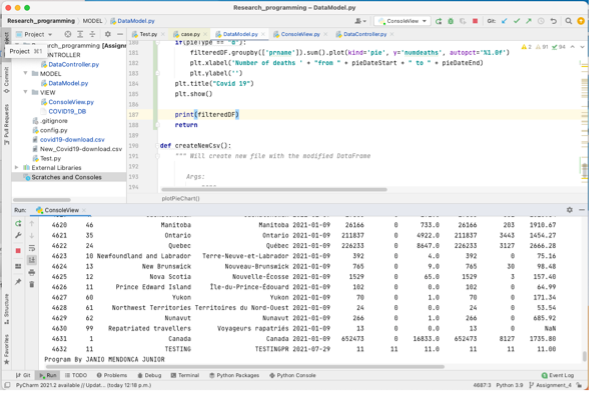 Research_programming – DataModel.py
Research_programming MODEL DataModel.py
ConsoleView
Git:
Project
Test.py case.py DataModel.py ConsoleView.py DataController.py
Research_programming [Assign
CONTROLLER
Project ⌘1
DataController.py
MODEL
DataModel.py
VIEW
ConsoleView.py
COVID19_DB
.gitignore
config.py
covid19-download.csv
New_Covid19-download.csv
Test.py
External Libraries
Scratches and Consoles
2 91 94
180 if(pieType == "d"):
181 filteredDF.groupby(['prname']).sum().plot(kind='pie', y='numdeaths', autopct='%1.0f')
182 plt.xlabel('Number of deaths ' + "from " + pieDateStart + " to " + pieDateEnd)
183 plt.ylabel('')
184 plt.title("Covid 19")
185 plt.show()
186
187 print(filteredDF)
188 return
189
190 def createNewCsv():
191 """ Will create new file with the modified DataFrame
192
193 Args:
194
plotPieChart()
Run: ConsoleView
4620 46 Manitoba Manitoba 2021-01-09 26166 0 733.0 26166 203 1910.67
4621 35 Ontario Ontario 2021-01-09 211837 0 4922.0 211837 3443 1454.27
4622 24 Quebec Québec 2021-01-09 226233 0 8647.0 226233 3127 2666.28
4623 10 Newfoundland and Labrador Terre-Neuve-et-Labrador 2021-01-09 392 0 4.0 392 0 75.16
4624 13 New Brunswick Nouveau-Brunswick 2021-01-09 765 0 9.0 765 30 98.48
4625 12 Nova Scotia Nouvelle-Écosse 2021-01-09 1529 0 65.0 1529 3 157.40
4626 11 Prince Edward Island Île-du-Prince-Édouard 2021-01-09 102 0 0.0 102 0 64.99
4627 60 Yukon Yukon 2021-01-09 70 0 1.0 70 0 171.34
4628 61 Northwest Territories Territoires du Nord-Ouest 2021-01-09 24 0 0.0 24 0 53.54
4629 62 Nunavut Nunavut 2021-01-09 266 0 1.0 266 0 685.92
4630 99 Repatriated travellers Voyageurs rapatriés 2021-01-09 13 0 0.0 13 0 NaN
4631 1 Canada Canada 2021-01-09 652473 0 16833.0 652473 8127 1735.80
4632 11 TESTING TESTINGPR 2021-07-29 11 11 11.0 11 11 11.00
Program By JANIO MENDONCA JUNIOR
Commit
Pull Requests
Structure
Favorites
Git Run TODO Problems Debug Terminal Python Packages Python Console Event Log
PyCharm 2021.2 available // Updat... (today 12:18 p.m.) 4687:3 Python 3.9 Assignment_4